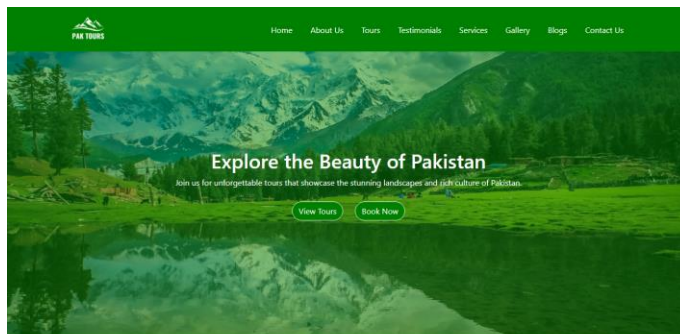 PAK TOURS
Home About Us Tours Testimonials Services Gallery Blogs Contact Us
Explore the Beauty of Pakistan
Join us for unforgettable tours that showcase the stunning landscapes and rich culture of Pakistan.
View Tours Book Now